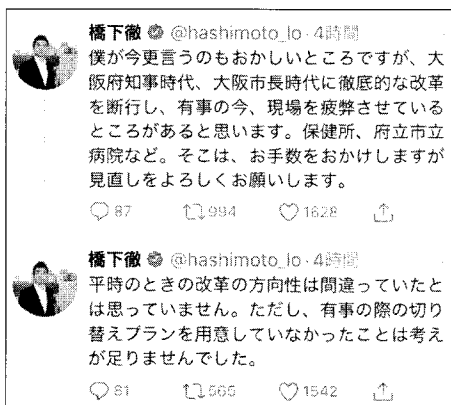 橋下徹 @hashimoto_lo · 4時間
僕が今更言うのもおかしいところですが、大
阪府知事時代、大阪市長時代に徹底的な改革
を断行し、有事の今、現場を疲弊させている
ところがあると思います。保健所、府立市立
病院など。そこは、お手数をおかけしますが
見直しをよろしくお願いします。
87 994 1628
橋下徹 @hashimoto_lo · 4時間
平時のときの改革の方向性は間違っていたと
は思っていません。ただし、有事の際の切り
替えプランを用意していなかったことは考え
が足りませんでした。
81 565 1542